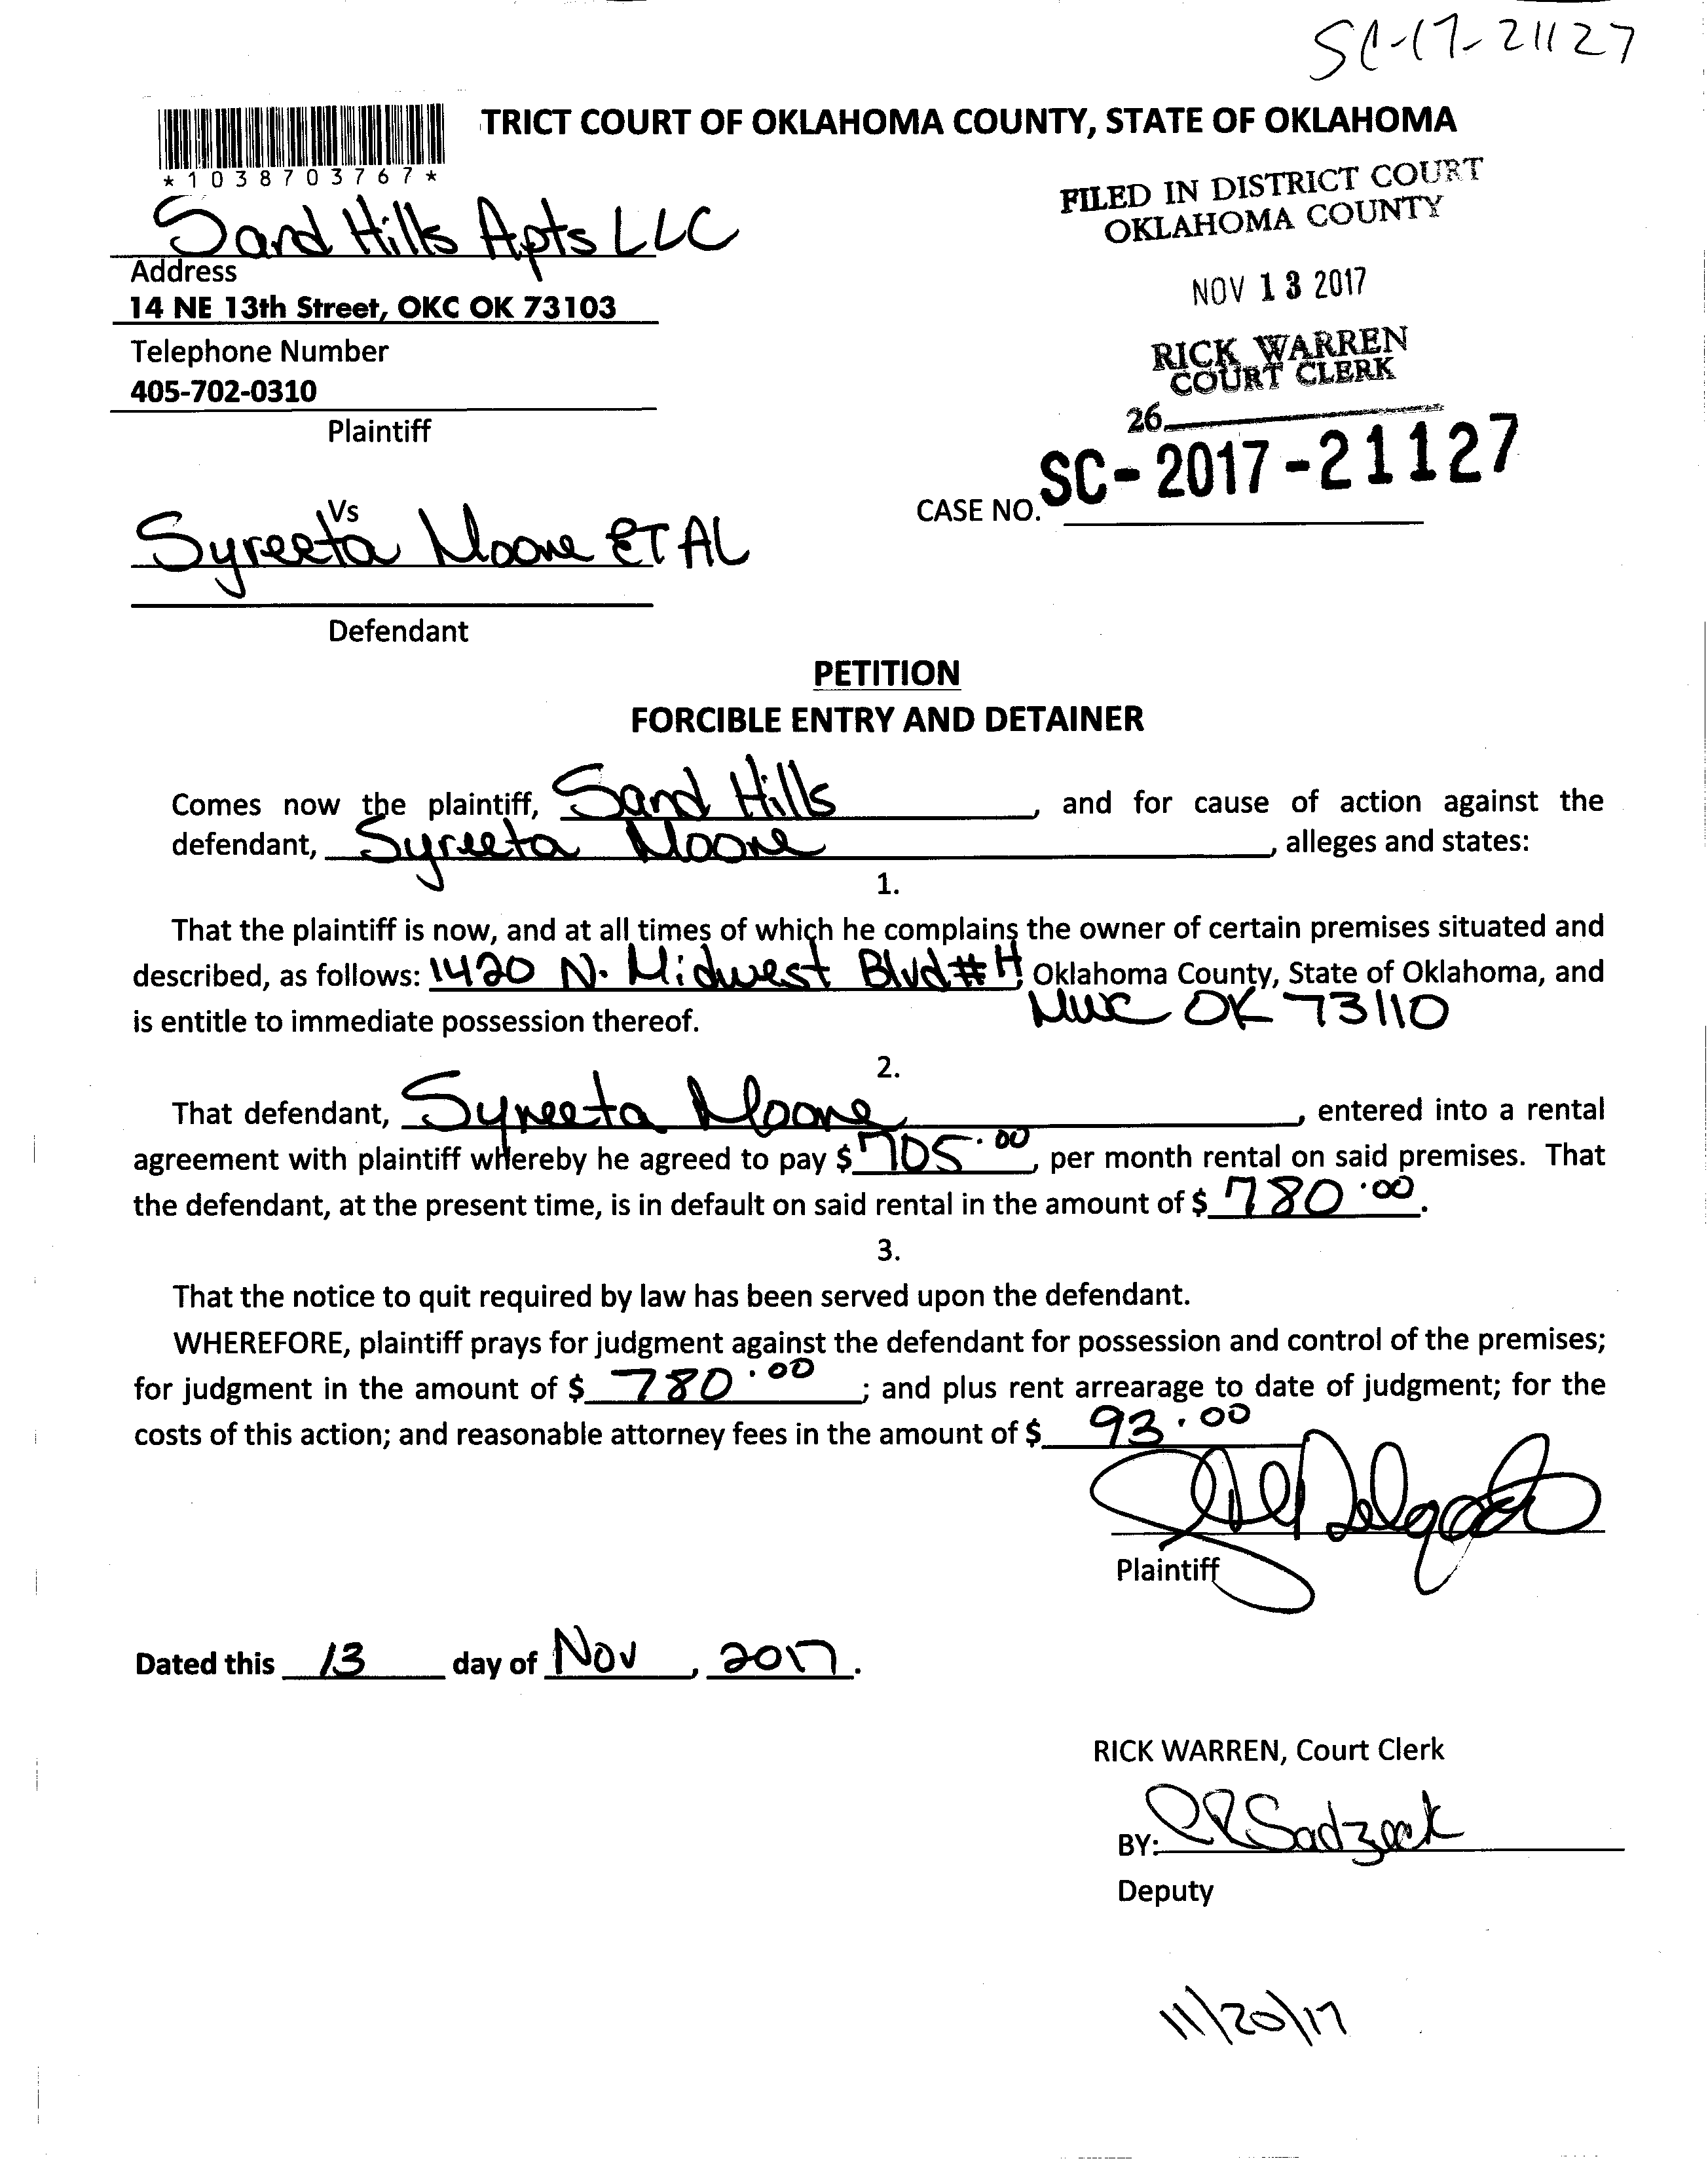 SC-17-21127
TRICT COURT OF OKLAHOMA COUNTY, STATE OF OKLAHOMA
*1038703767*
FILED IN DISTRICT COURT
OKLAHOMA COUNTY
Sand Hills Apts LLC
Address
14 NE 13th Street, OKC OK 73103
NOV 13 2017
Telephone Number
RICK WARREN
COURT CLERK
405-702-0310
26
Plaintiff
SC-2017-21127
CASE NO.
Vs
Syreeta Moore ET AL
Defendant
PETITION
FORCIBLE ENTRY AND DETAINER
Comes now the plaintiff, Sand Hills, and for cause of action against the
defendant, Syreeta Moore, alleges and states:
1.
That the plaintiff is now, and at all times of which he complains the owner of certain premises situated and
described, as follows: 1420 N. Midwest Blvd #H, Oklahoma County, State of Oklahoma, and
is entitle to immediate possession thereof. MWC OK 73110
2.
That defendant, Syreeta Moore, entered into a rental
agreement with plaintiff whereby he agreed to pay $ 705.00, per month rental on said premises. That
the defendant, at the present time, is in default on said rental in the amount of $ 780.00.
3.
That the notice to quit required by law has been served upon the defendant.
WHEREFORE, plaintiff prays for judgment against the defendant for possession and control of the premises;
for judgment in the amount of $ 780.00; and plus rent arrearage to date of judgment; for the
costs of this action; and reasonable attorney fees in the amount of $ 93.00
Plaintiff
Dated this 13 day of Nov, 2017.
RICK WARREN, Court Clerk
BY:
Deputy
11/20/17